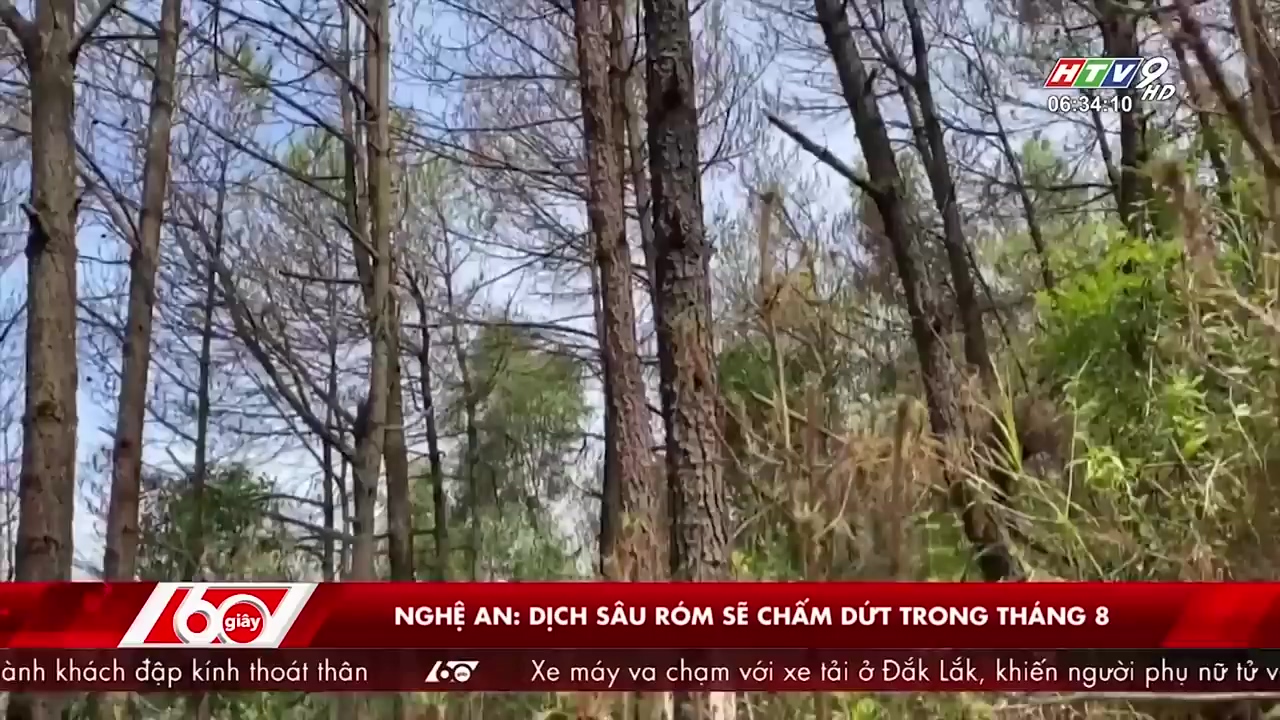 HTV9
HD
06:34:10
60 giây
NGHỆ AN: DỊCH SÂU RÓM SẼ CHẤM DỨT TRONG THÁNG 8
ành khách đập kính thoát thân 60 giây Xe máy va chạm với xe tải ở Đắk Lắk, khiến người phụ nữ tử v